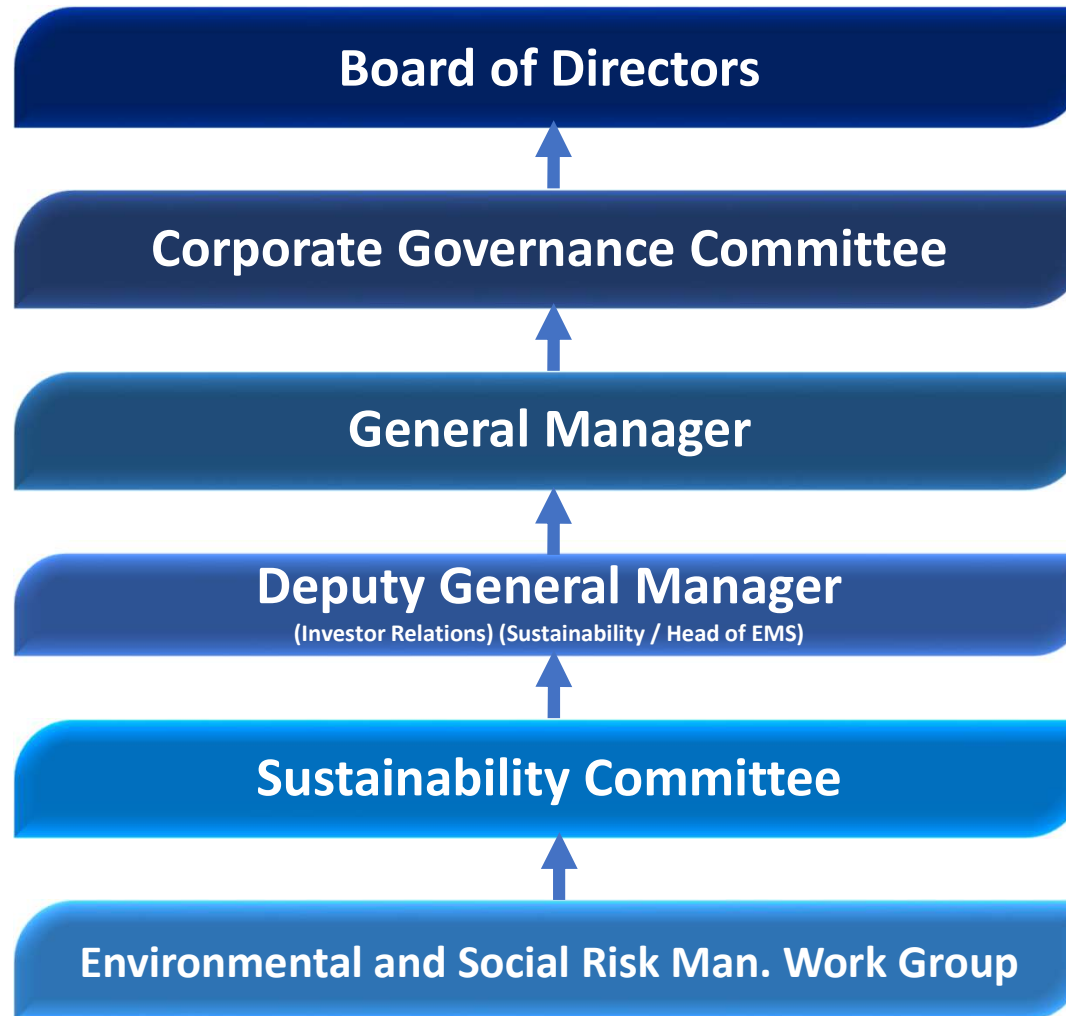 Board of Directors
Corporate Governance Committee
General Manager
Deputy General Manager
(Investor Relations) (Sustainability / Head of EMS)
Sustainability Committee
Environmental and Social Risk Man. Work Group